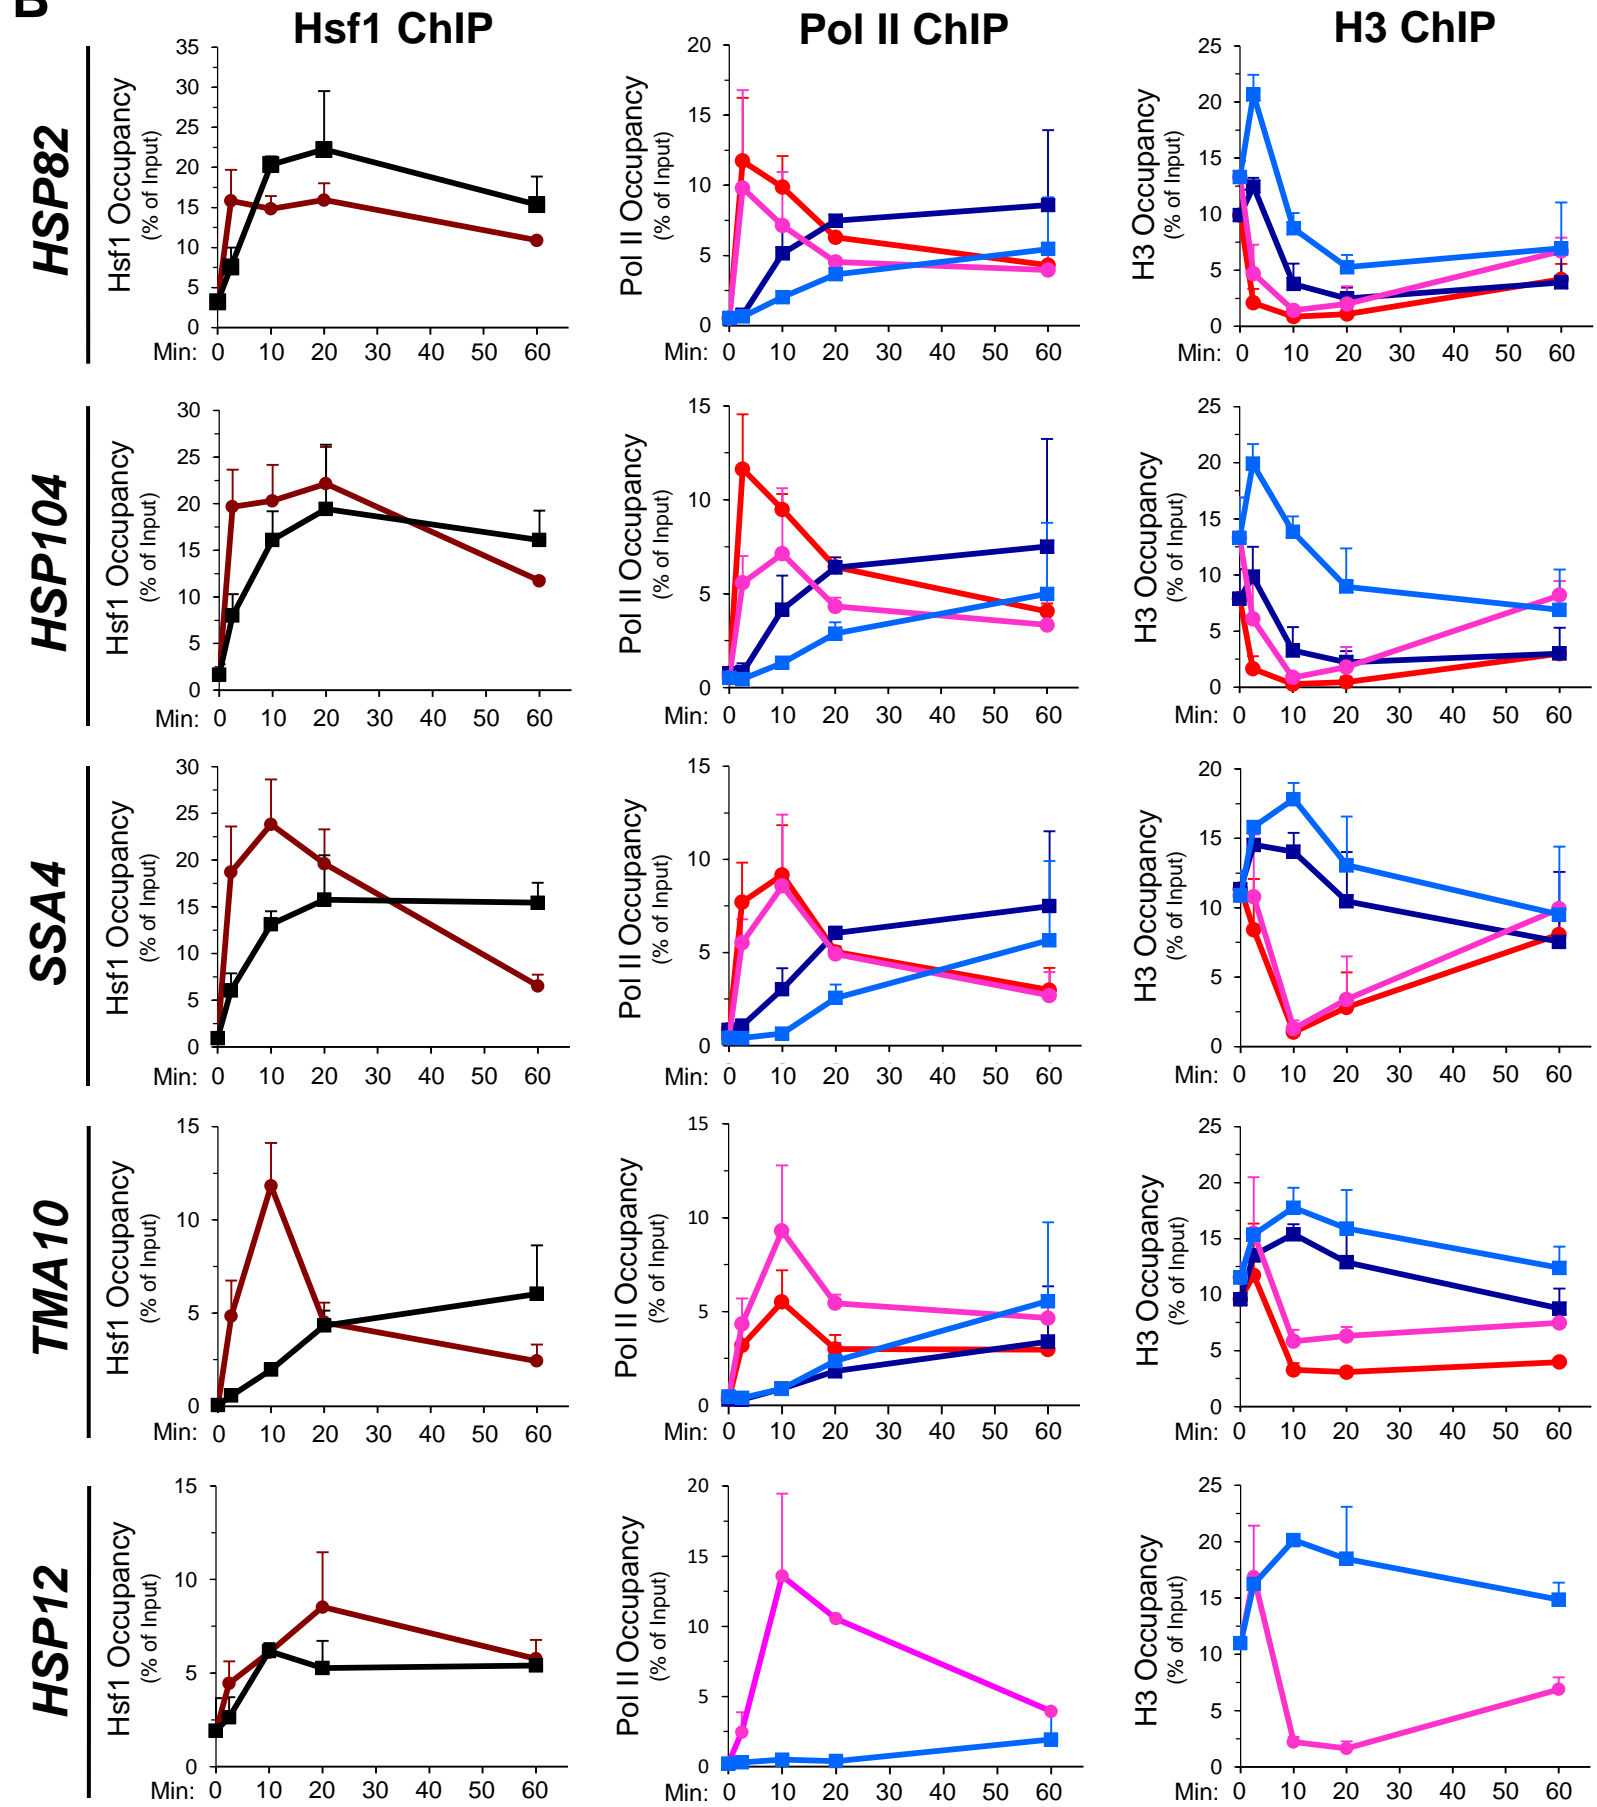 B
Hsf1 ChIP
Pol II ChIP
H3 ChIP
HSP82
Hsf1 Occupancy
(% of Input)
35
30
25
20
15
10
5
0
Min: 0 10 20 30 40 50 60
Pol II Occupancy
(% of Input)
20
15
10
5
0
Min: 0 10 20 30 40 50 60
H3 Occupancy
(% of Input)
25
20
15
10
5
0
Min: 0 10 20 30 40 50 60
HSP104
Hsf1 Occupancy
(% of Input)
30
25
20
15
10
5
0
Min: 0 10 20 30 40 50 60
Pol II Occupancy
(% of Input)
15
10
5
0
Min: 0 10 20 30 40 50 60
H3 Occupancy
(% of Input)
25
20
15
10
5
0
Min: 0 10 20 30 40 50 60
SSA4
Hsf1 Occupancy
(% of Input)
30
25
20
15
10
5
0
Min: 0 10 20 30 40 50 60
Pol II Occupancy
(% of Input)
15
10
5
0
Min: 0 10 20 30 40 50 60
H3 Occupancy
(% of Input)
20
15
10
5
0
Min: 0 10 20 30 40 50 60
TMA10
Hsf1 Occupancy
(% of Input)
15
10
5
0
Min: 0 10 20 30 40 50 60
Pol II Occupancy
(% of Input)
15
10
5
0
Min: 0 10 20 30 40 50 60
H3 Occupancy
(% of Input)
25
20
15
10
5
0
Min: 0 10 20 30 40 50 60
HSP12
Hsf1 Occupancy
(% of Input)
15
10
5
0
Min: 0 10 20 30 40 50 60
Pol II Occupancy
(% of Input)
20
15
10
5
0
Min: 0 10 20 30 40 50 60
H3 Occupancy
(% of Input)
25
20
15
10
5
0
Min: 0 10 20 30 40 50 60